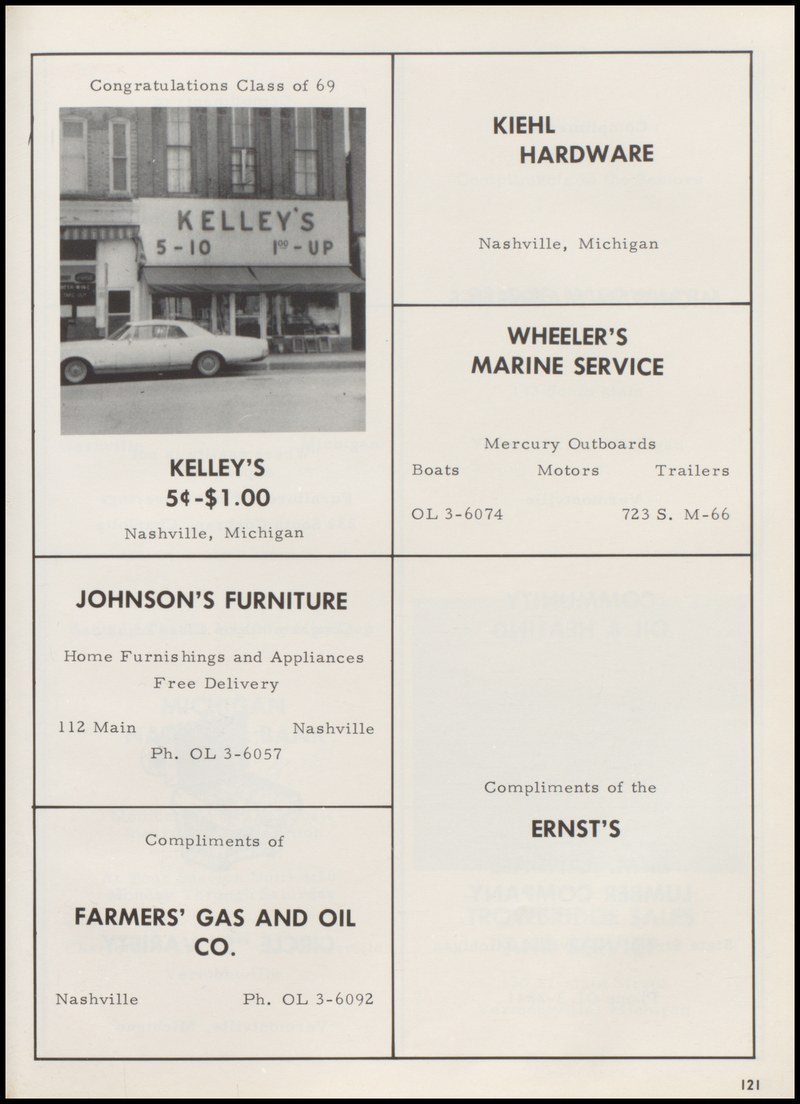 Congratulations Class of 69
KELLEY'S
5-10 1⁰⁰-UP
KELLEY'S
5¢-$1.00
Nashville, Michigan
KIEHL
HARDWARE
Nashville, Michigan
WHEELER'S
MARINE SERVICE
Mercury Outboards
Boats Motors Trailers
OL 3-6074 723 S. M-66
JOHNSON'S FURNITURE
Home Furnishings and Appliances
Free Delivery
112 Main Nashville
Ph. OL 3-6057
Compliments of
FARMERS' GAS AND OIL
CO.
Nashville Ph. OL 3-6092
Compliments of the
ERNST'S
121